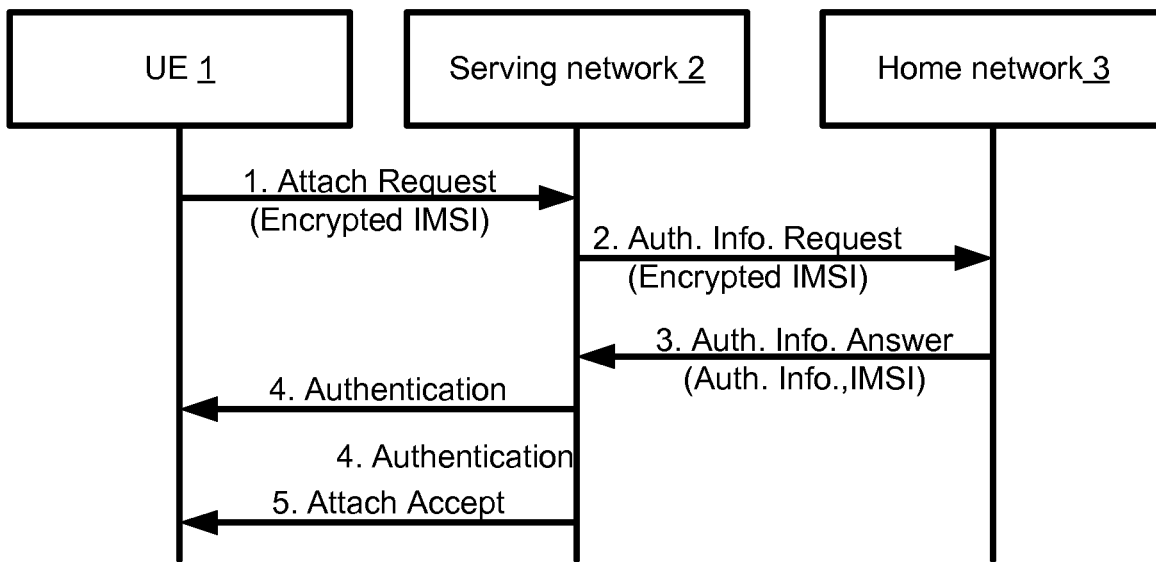 UE 1
Serving network 2
Home network 3
1. Attach Request
(Encrypted IMSI)
2. Auth. Info. Request
(Encrypted IMSI)
3. Auth. Info. Answer
(Auth. Info.,IMSI)
4. Authentication
4. Authentication
5. Attach Accept